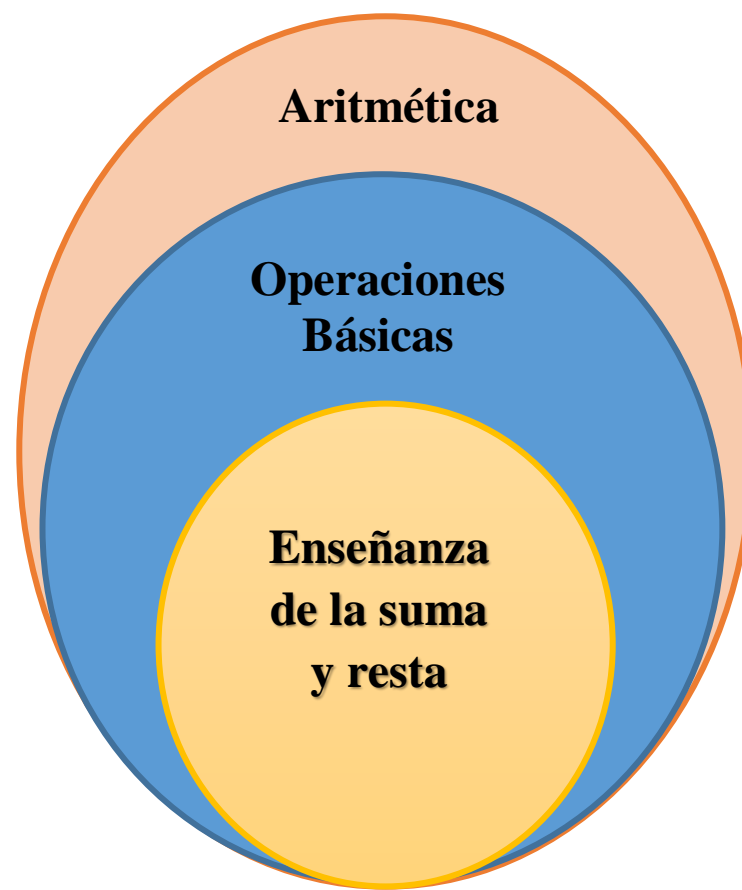 Aritmética
Operaciones
Básicas
Enseñanza
de la suma
y resta